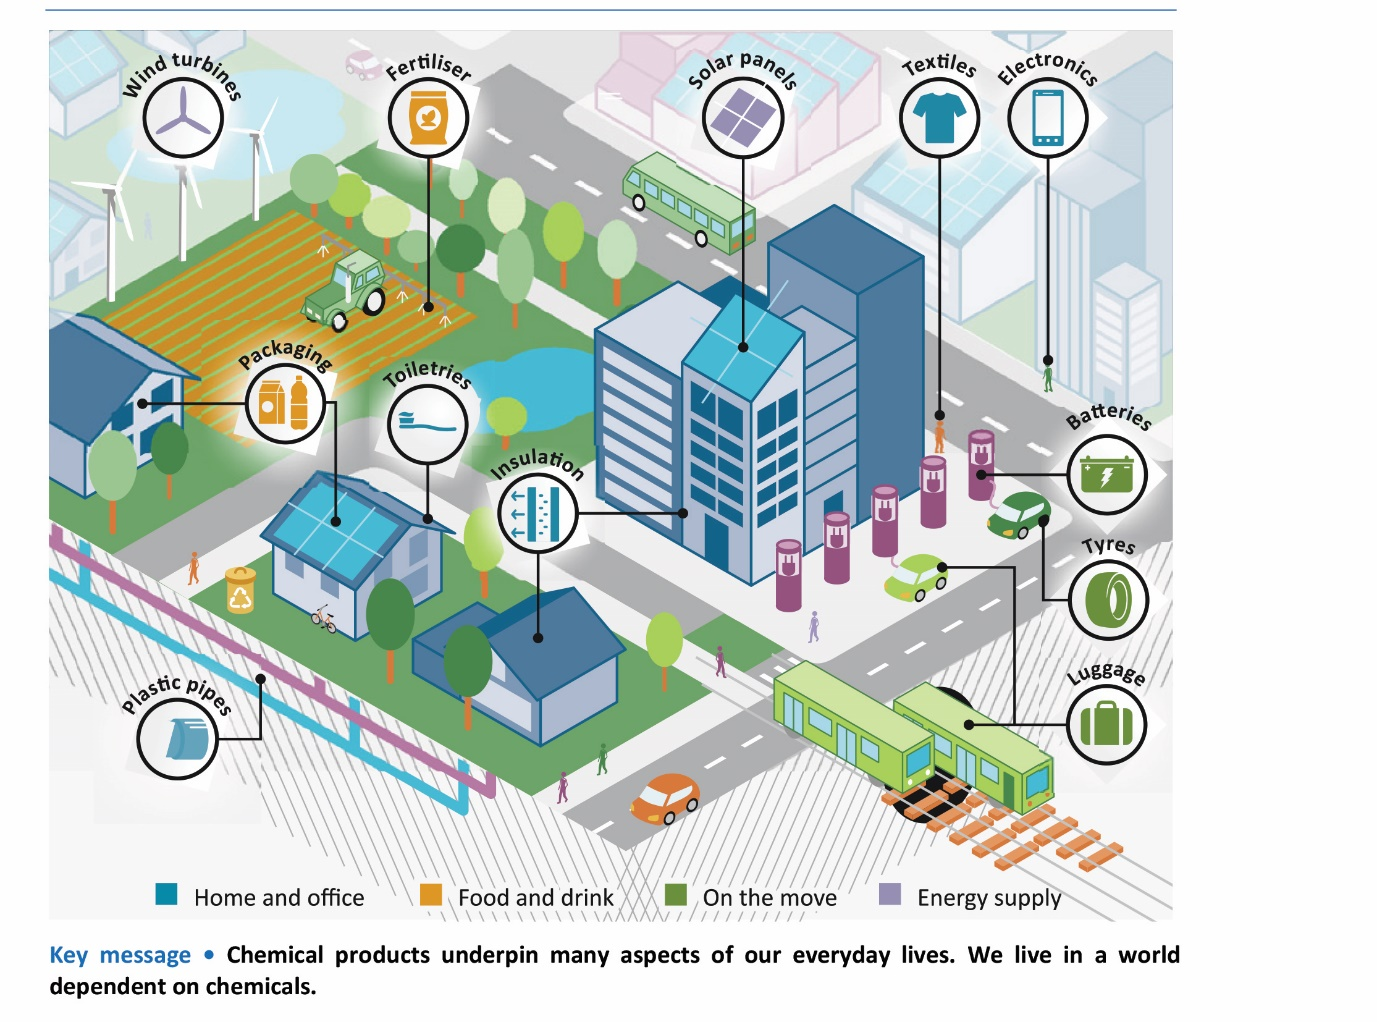 Wind turbines
Fertiliser
Solar panels
Textiles
Electronics
Packaging
Toiletries
Insulation
Batteries
Tyres
Luggage
Plastic pipes
Home and office
Food and drink
On the move
Energy supply
Key message • Chemical products underpin many aspects of our everyday lives. We live in a world
dependent on chemicals.